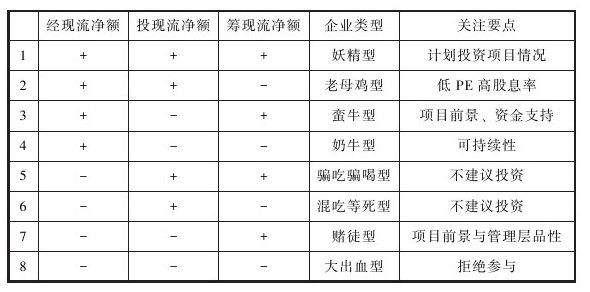 经现流净额 投现流净额 筹现流净额 企业类型 关注要点
1 + + + 妖精型 计划投资项目情况
2 + + - 老母鸡型 低 PE 高股息率
3 + - + 蛮牛型 项目前景、资金支持
4 + - - 奶牛型 可持续性
5 - + + 骗吃骗喝型 不建议投资
6 - + - 混吃等死型 不建议投资
7 - - + 赌徒型 项目前景与管理层品性
8 - - - 大出血型 拒绝参与